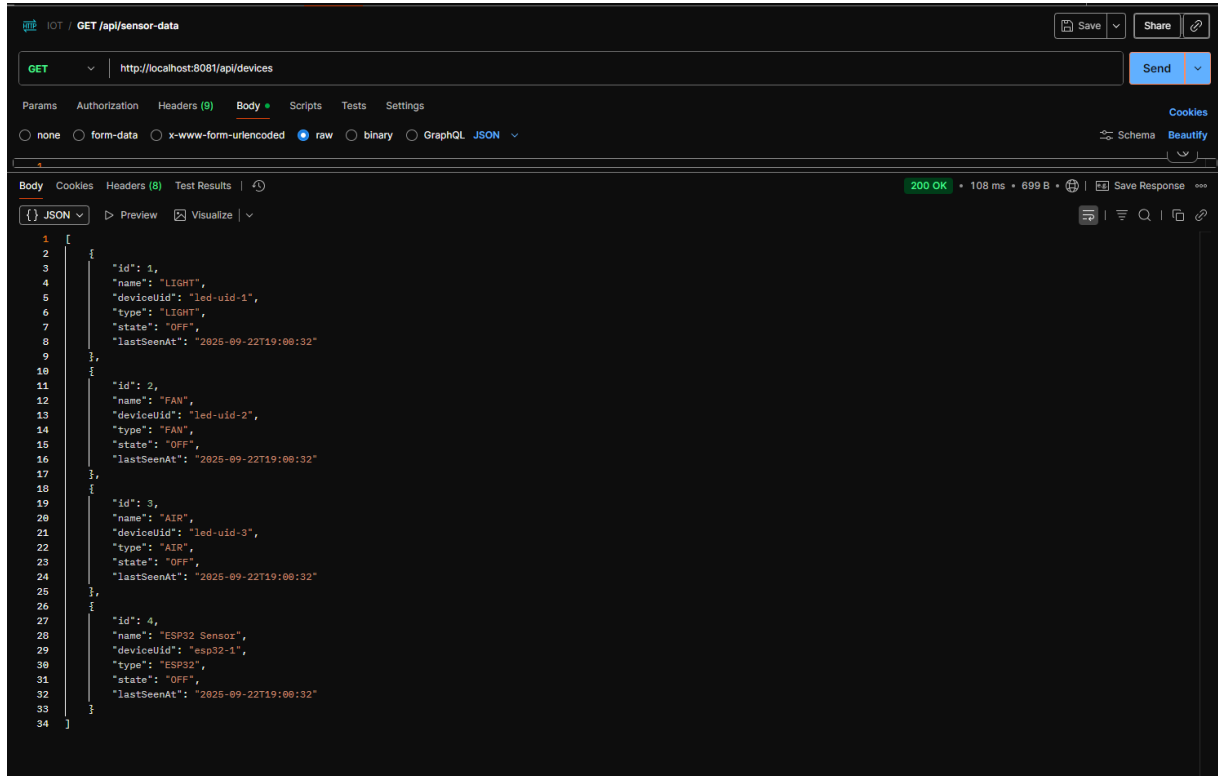 HTTP IOT / GET /api/sensor-data Save Share
GET http://localhost:8081/api/devices Send
Params Authorization Headers (9) Body Scripts Tests Settings Cookies
none form-data x-www-form-urlencoded raw binary GraphQL JSON Schema Beautify
Body Cookies Headers (8) Test Results 200 OK • 108 ms • 699 B • Save Response
{} JSON Preview Visualize
1 [
2 {
3 "id": 1,
4 "name": "LIGHT",
5 "deviceUid": "led-uid-1",
6 "type": "LIGHT",
7 "state": "OFF",
8 "lastSeenAt": "2025-09-22T19:00:32"
9 },
10 {
11 "id": 2,
12 "name": "FAN",
13 "deviceUid": "led-uid-2",
14 "type": "FAN",
15 "state": "OFF",
16 "lastSeenAt": "2025-09-22T19:00:32"
17 },
18 {
19 "id": 3,
20 "name": "AIR",
21 "deviceUid": "led-uid-3",
22 "type": "AIR",
23 "state": "OFF",
24 "lastSeenAt": "2025-09-22T19:00:32"
25 },
26 {
27 "id": 4,
28 "name": "ESP32 Sensor",
29 "deviceUid": "esp32-1",
30 "type": "ESP32",
31 "state": "OFF",
32 "lastSeenAt": "2025-09-22T19:00:32"
33 }
34 ]